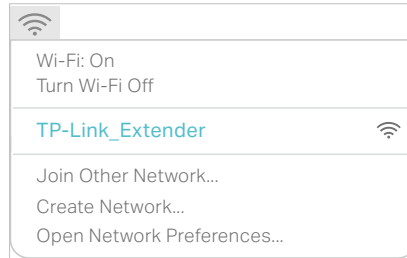 Wi-Fi: On
Turn Wi-Fi Off
TP-Link_Extender
Join Other Network...
Create Network...
Open Network Preferences...